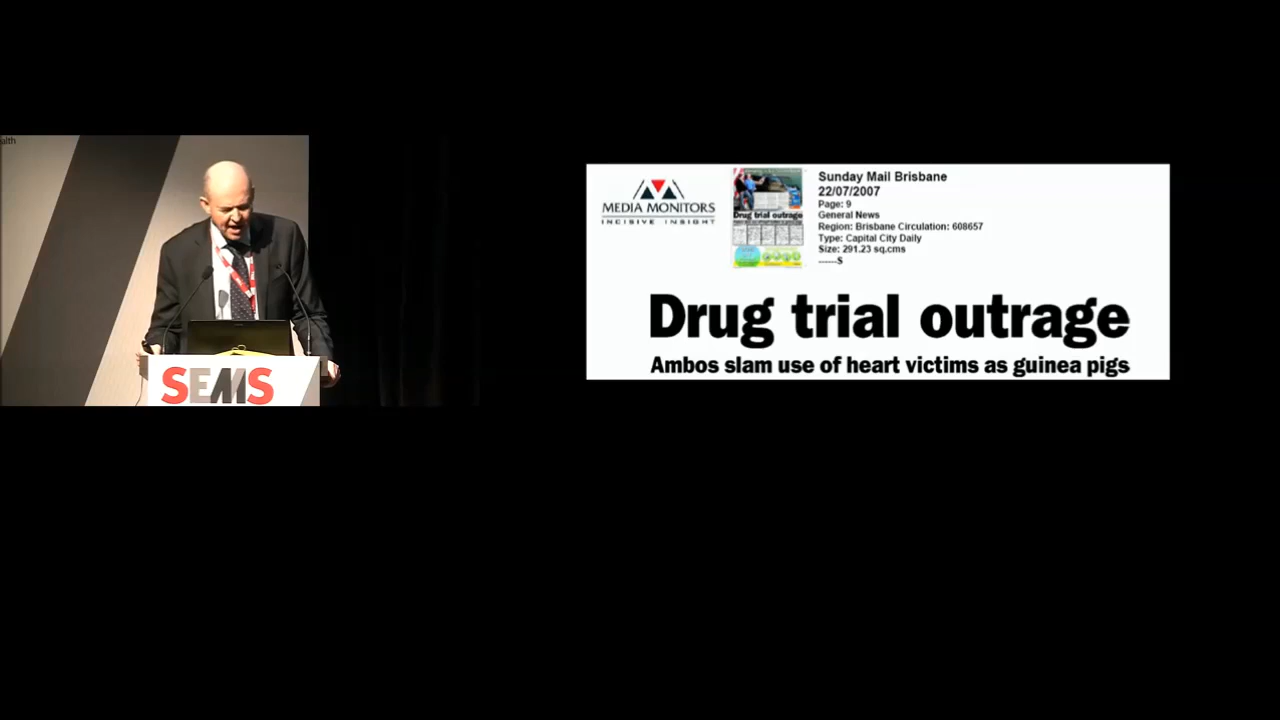 alth
SEMS
MEDIA MONITORS
INCISIVE INSIGHT
Drug trial outrage
Sunday Mail Brisbane
22/07/2007
Page: 9
General News
Region: Brisbane Circulation: 608657
Type: Capital City Daily
Size: 291.23 sq.cms
------S
Drug trial outrage
Ambos slam use of heart victims as guinea pigs